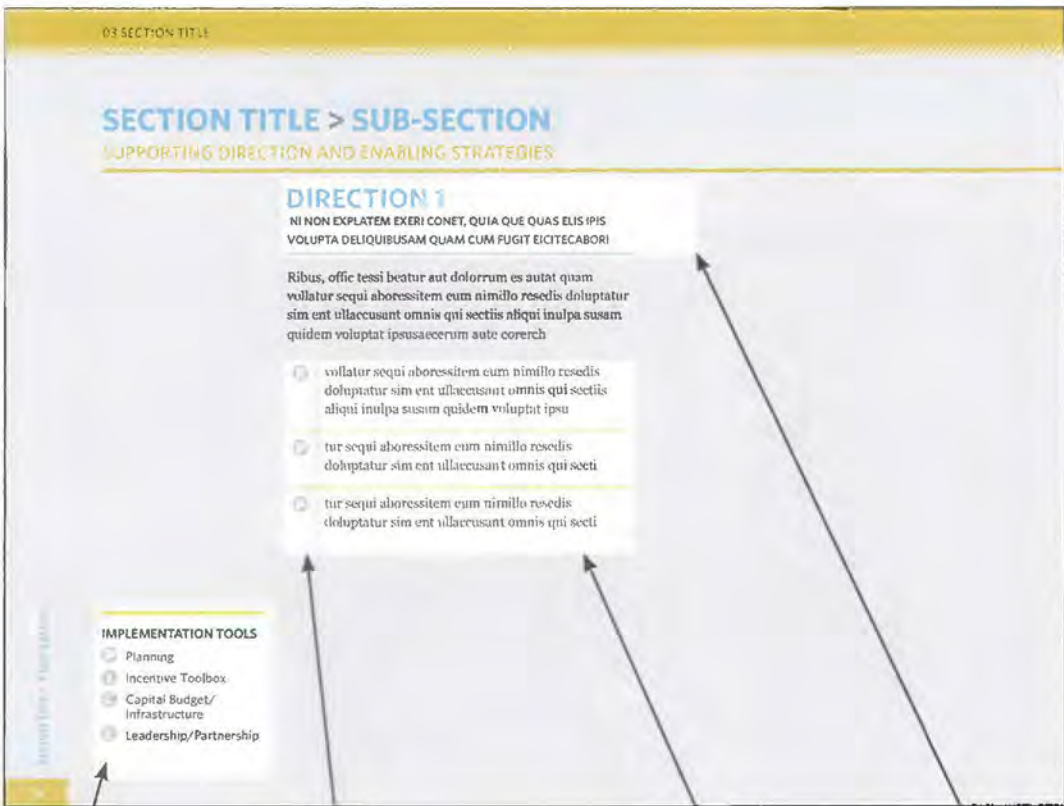 03 SECTION TITLE
SECTION TITLE > SUB-SECTION
SUPPORTING DIRECTION AND ENABLING STRATEGIES
DIRECTION 1
NI NON EXPLATEM EXERI CONET, QUIA QUE QUAS ELIS IPIS
VOLUPTA DELIQUIBUSAM QUAM CUM FUGIT EICITECABORI
Ribus, offic tessi beatur aut dolorrum es autat quam
vullatur sequi aboressitem eum nimillo resedis doluptatur
sim ent ullaccusant omnis qui sectiis aliqui inulpa susam
quidem voluptat ipsusaecerum aute corerch
vollatur sequi aboressitem eum nimillo resedis
doluptatur sim ent ullaccusant omnis qui sectiis
aliqui inulpa susam quidem voluptat ipsu
tur sequi aboressitem eum nimillo resedis
doluptatur sim ent ullaccusant omnis qui secti
tur sequi aboressitem eum nimillo resedis
doluptatur sim ent ullaccusant omnis qui secti
IMPLEMENTATION TOOLS
Planning
Incentive Toolbox
Capital Budget/
Infrastructure
Leadership/Partnership